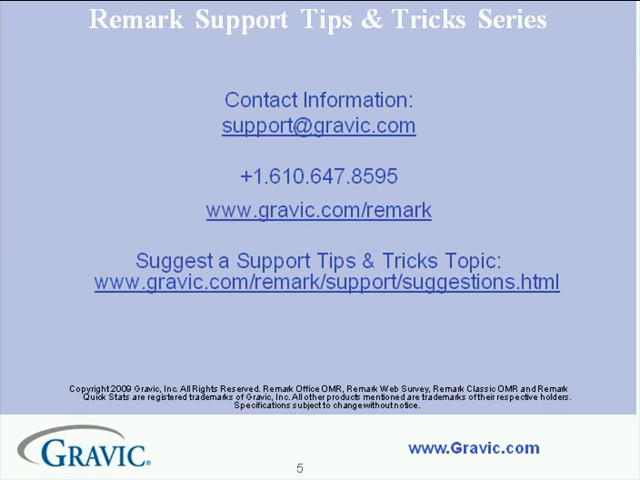 Remark Support Tips & Tricks Series
Contact Information:
support@gravic.com
+1.610.647.8595
www.gravic.com/remark
Suggest a Support Tips & Tricks Topic:
www.gravic.com/remark/support/suggestions.html
Copyright 2009 Gravic, Inc. All Rights Reserved. Remark Office OMR, Remark Web Survey, Remark Classic OMR and Remark
Quick Stats are registered trademarks of Gravic, Inc. All other products mentioned are trademarks of their respective holders.
Specifications subject to change without notice.
GRAVIC®
www.Gravic.com
5